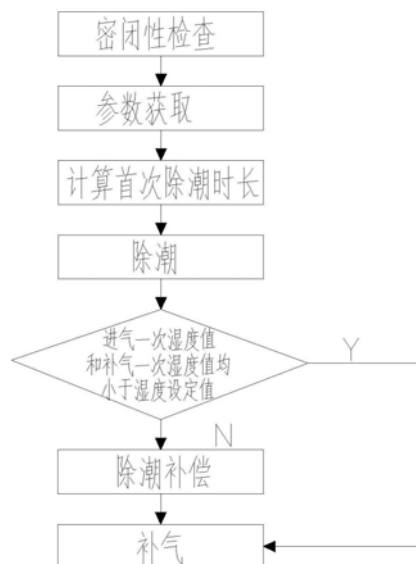 密闭性检查
参数获取
计算首次除潮时长
除潮
进气一次湿度值
和补气一次湿度值均
小于湿度设定值
Y
N
除潮补偿
补气